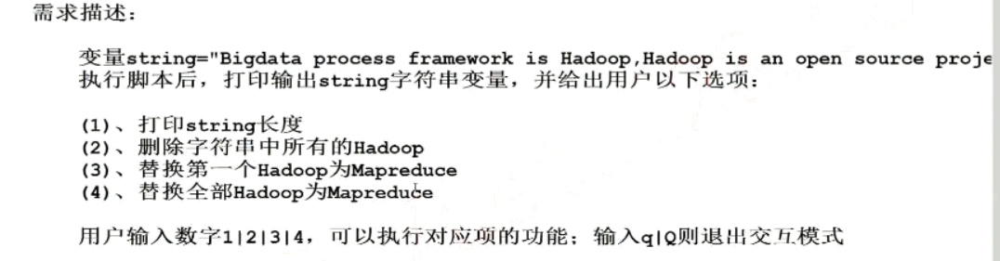 需求描述：
变量string="Bigdata process framework is Hadoop,Hadoop is an open source proje
执行脚本后，打印输出string字符串变量，并给出用户以下选项：
(1)、打印string长度
(2)、删除字符串中所有的Hadoop
(3)、替换第一个Hadoop为Mapreduce
(4)、替换全部Hadoop为Mapreduce
用户输入数字1|2|3|4，可以执行对应项的功能；输入q|Q则退出交互模式